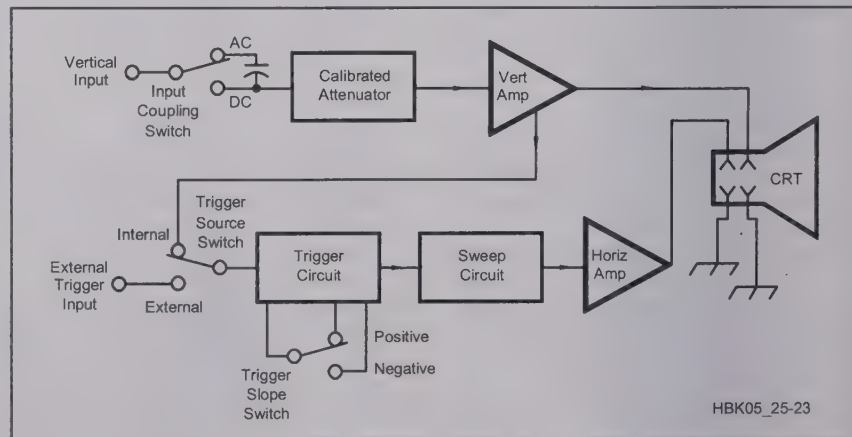 AC
Vertical
Input
DC
Input
Coupling
Switch
Calibrated
Attenuator
Vert
Amp
CRT
Trigger
Source
Switch
Internal
External
Trigger
Input
External
Trigger
Circuit
Sweep
Circuit
Horiz
Amp
Positive
Negative
Trigger
Slope
Switch
HBK05_25-23